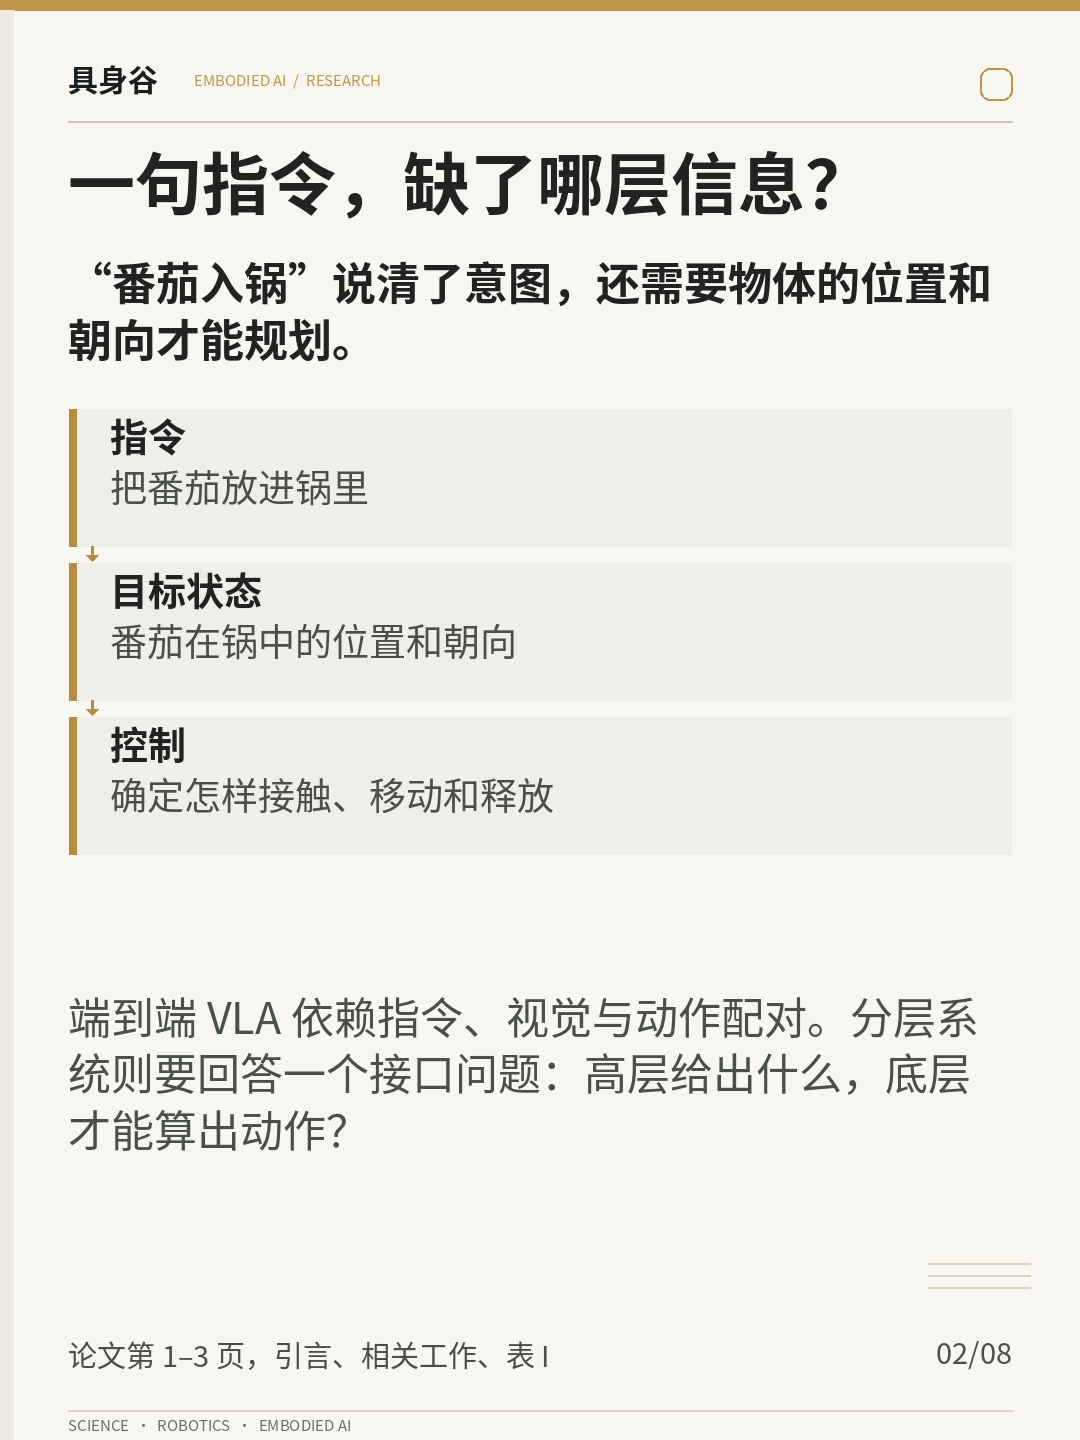 具身谷
EMBODIED AI / RESEARCH
一句指令，缺了哪层信息？
“番茄入锅”说清了意图，还需要物体的位置和
朝向才能规划。
指令
把番茄放进锅里
目标状态
番茄在锅中的位置和朝向
控制
确定怎样接触、移动和释放
端到端 VLA 依赖指令、视觉与动作配对。分层系
统则要回答一个接口问题：高层给出什么，底层
才能算出动作？
论文第 1–3 页，引言、相关工作、表 I
02/08
SCIENCE · ROBOTICS · EMBODIED AI